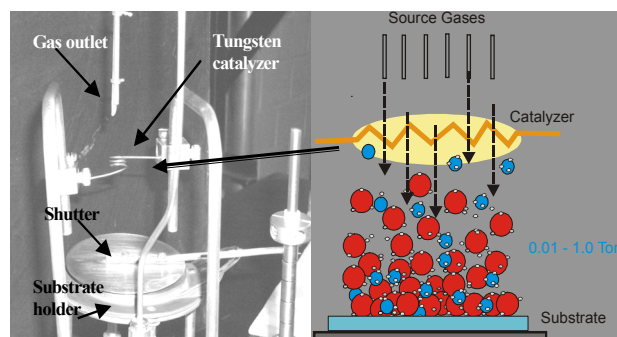 Gas outlet
Tungsten
catalyzer
Shutter
Substrate
holder
Source Gases
Catalyzer
0.01 - 1.0 Tor
Substrate